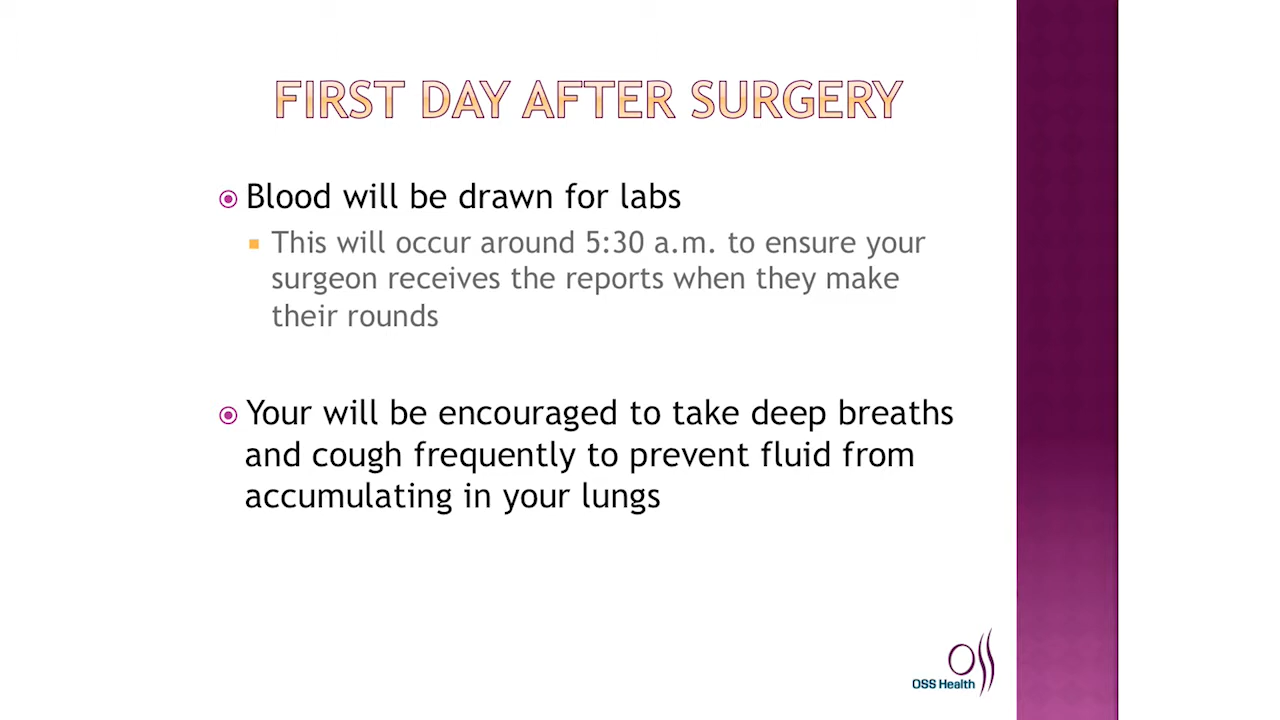 FIRST DAY AFTER SURGERY
Blood will be drawn for labs
This will occur around 5:30 a.m. to ensure your
surgeon receives the reports when they make
their rounds
Your will be encouraged to take deep breaths
and cough frequently to prevent fluid from
accumulating in your lungs
OSS Health